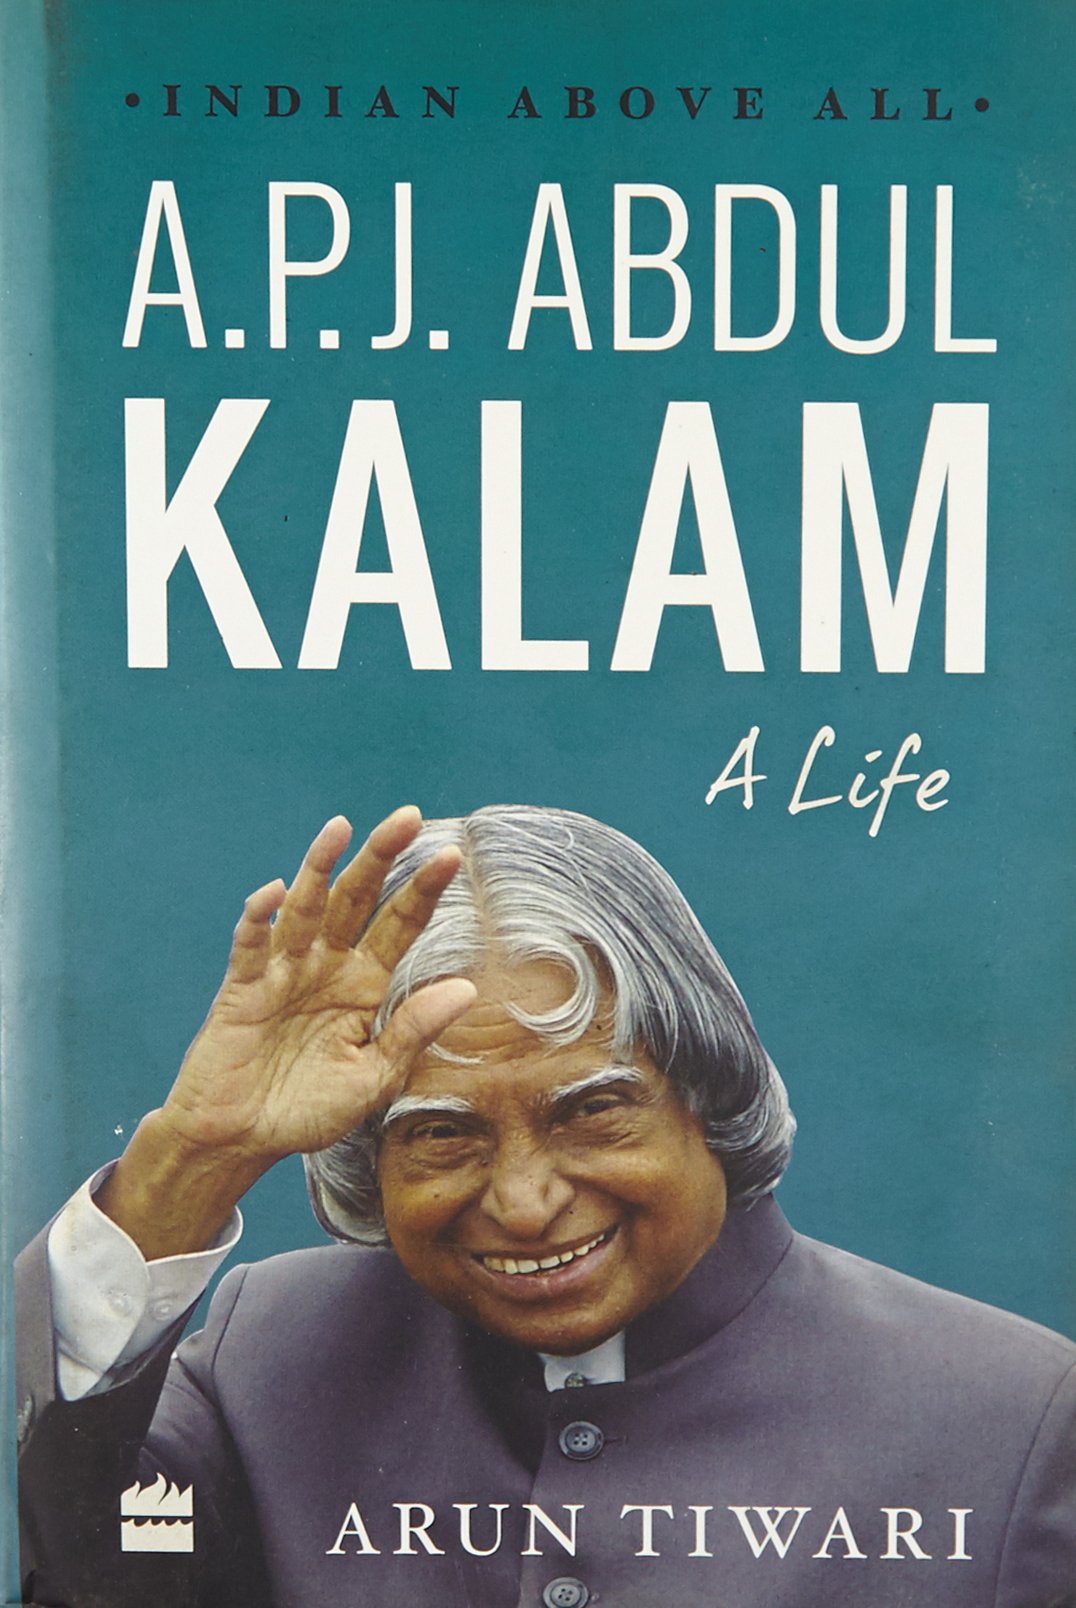 • INDIAN ABOVE ALL •
A.P.J. ABDUL
KALAM
A Life
ARUN TIWARI